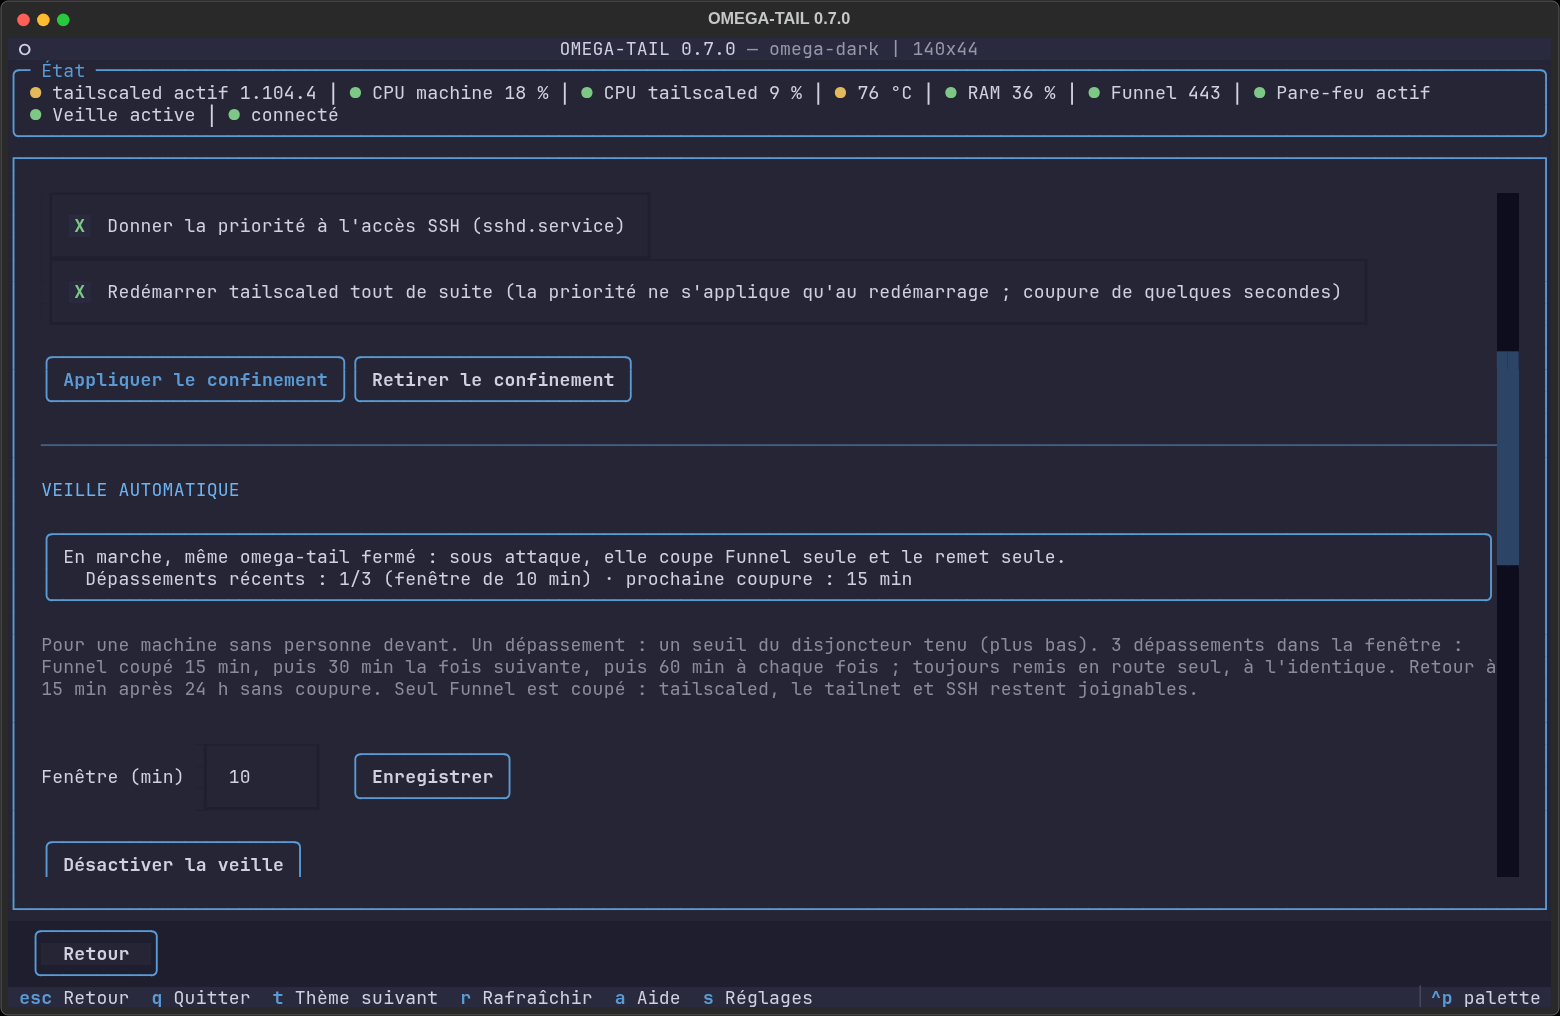 OMEGA-TAIL 0.7.0
OMEGA-TAIL 0.7.0 — omega-dark | 140x44
État
tailscaled actif 1.104.4 | CPU machine 18 % | CPU tailscaled 9 % | 76 °C | RAM 36 % | Funnel 443 | Pare-feu actif
Veille active | connecté
X Donner la priorité à l'accès SSH (sshd.service)
X Redémarrer tailscaled tout de suite (la priorité ne s'applique qu'au redémarrage ; coupure de quelques secondes)
Appliquer le confinement Retirer le confinement
VEILLE AUTOMATIQUE
En marche, même omega-tail fermé : sous attaque, elle coupe Funnel seule et le remet seule.
Dépassements récents : 1/3 (fenêtre de 10 min) · prochaine coupure : 15 min
Pour une machine sans personne devant. Un dépassement : un seuil du disjoncteur tenu (plus bas). 3 dépassements dans la fenêtre :
Funnel coupé 15 min, puis 30 min la fois suivante, puis 60 min à chaque fois ; toujours remis en route seul, à l'identique. Retour à
15 min après 24 h sans coupure. Seul Funnel est coupé : tailscaled, le tailnet et SSH restent joignables.
Fenêtre (min) 10 Enregistrer
Désactiver la veille
Retour
esc Retour q Quitter t Thème suivant r Rafraîchir a Aide s Réglages ^p palette